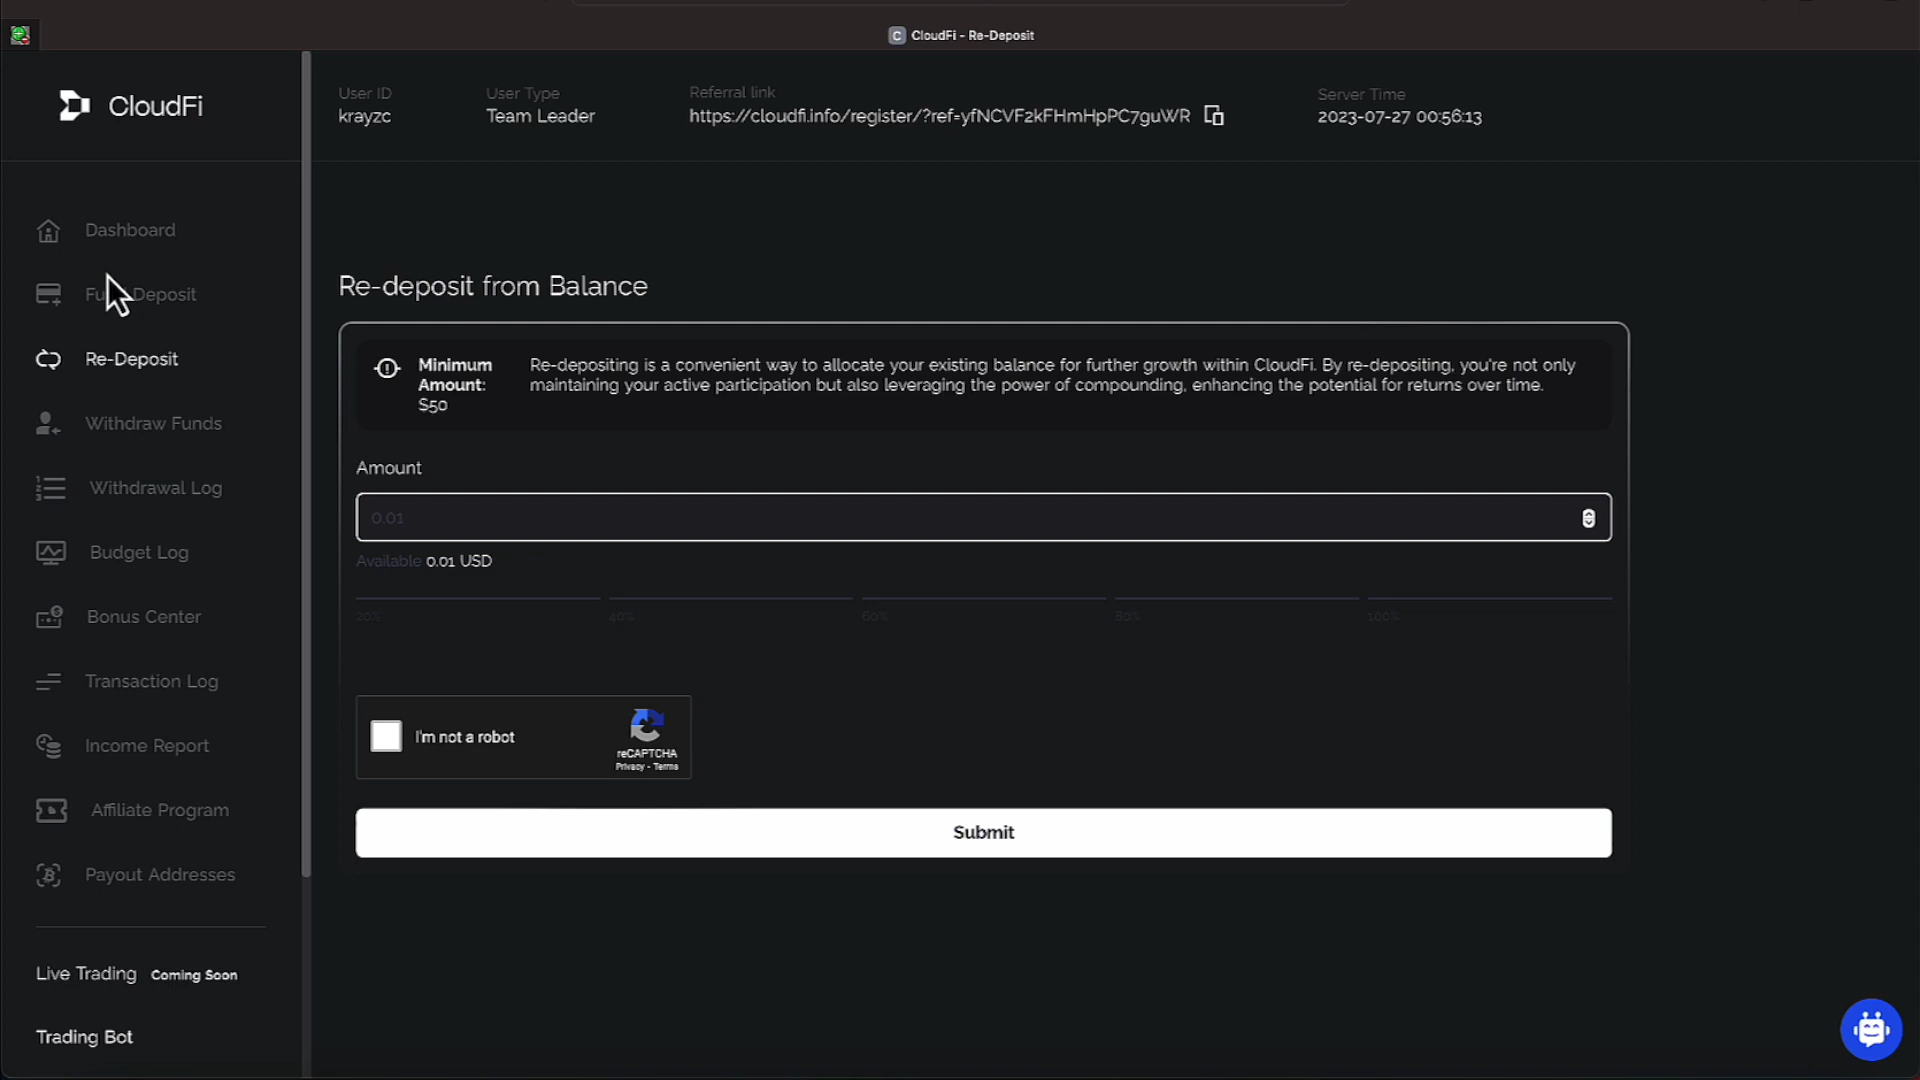 C CloudFi - Re-Deposit
CloudFi
User ID
krayzc
User Type
Team Leader
Referral link
https://cloudfi.info/register/?ref=yfNCVF2kFHmHpPC7guWR
Server Time
2023-07-27 00:56:13
Dashboard
Deposit
Re-Deposit
Withdraw Funds
Withdrawal Log
Budget Log
Bonus Center
Transaction Log
Income Report
Affiliate Program
Payout Addresses
Live Trading Coming Soon
Trading Bot
Re-deposit from Balance
Minimum
Amount:
$50
Re-depositing is a convenient way to allocate your existing balance for further growth within CloudFi. By re-depositing, you're not only
maintaining your active participation but also leveraging the power of compounding, enhancing the potential for returns over time.
Amount
0.01
Available 0.01 USD
20% 40% 60% 80% 100%
I'm not a robot
reCAPTCHA
Privacy - Terms
Submit